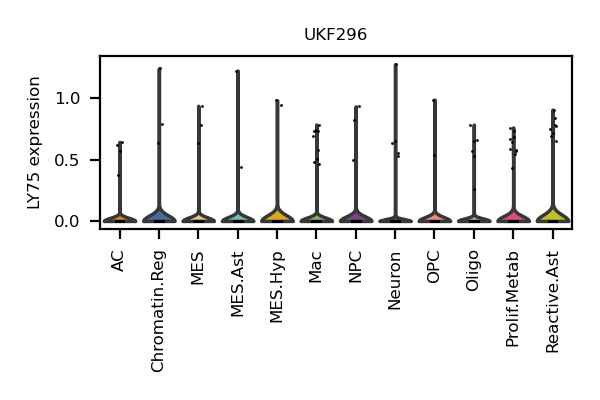 UKF296
LY75 expression
1.0
0.5
0.0
AC
Chromatin.Reg
MES
MES.Ast
MES.Hyp
Mac
NPC
Neuron
OPC
Oligo
Prolif.Metab
Reactive.Ast